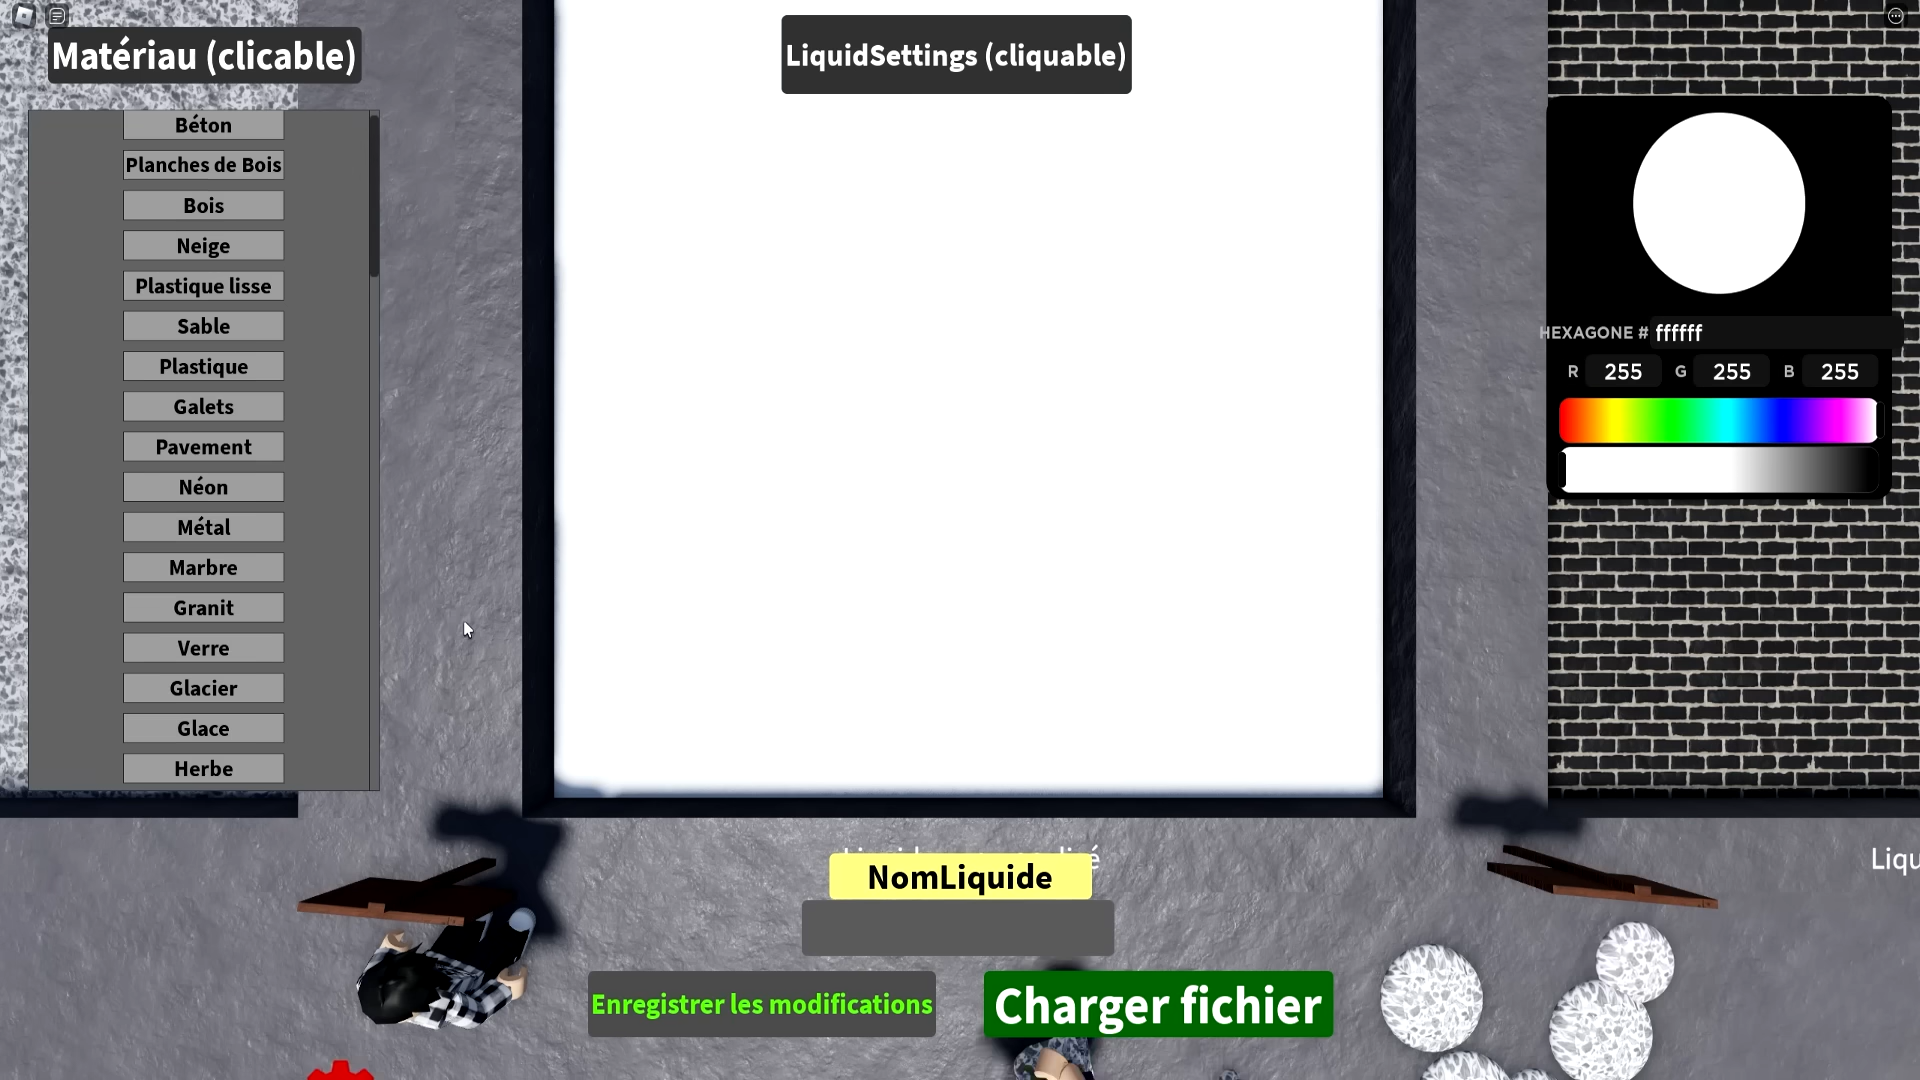 Matériau (clicable)
LiquidSettings (cliquable)
Béton
Planches de Bois
Bois
Neige
Plastique lisse
Sable
Plastique
Galets
Pavement
Néon
Métal
Marbre
Granit
Verre
Glacier
Glace
Herbe
HEXAGONE # ffffff
R 255 G 255 B 255
NomLiquide
Enregistrer les modifications
Charger fichier